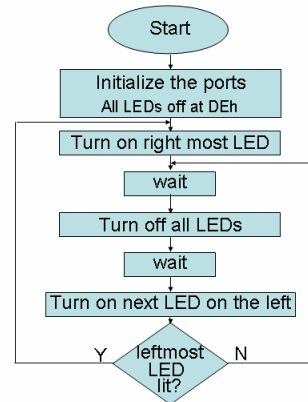 Start
Initialize the ports
All LEDs off at DEh
Turn on right most LED
wait
Turn off all LEDs
wait
Turn on next LED on the left
Y
leftmost
N
LED
lit?